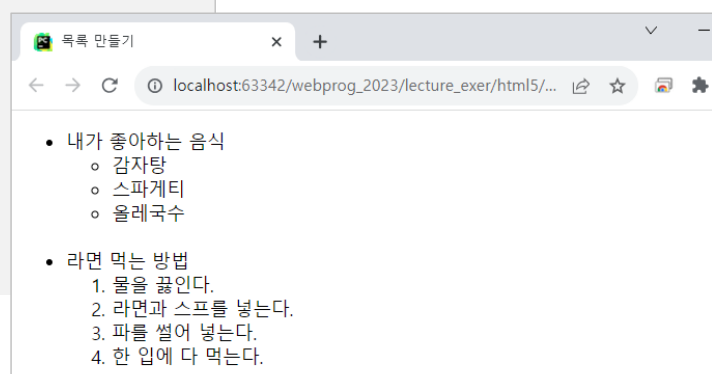 목록 만들기
localhost:63342/webprog_2023/lecture_exer/html5/...
• 내가 좋아하는 음식
○ 감자탕
○ 스파게티
○ 올레국수
• 라면 먹는 방법
1. 물을 끓인다.
2. 라면과 스프를 넣는다.
3. 파를 썰어 넣는다.
4. 한 입에 다 먹는다.